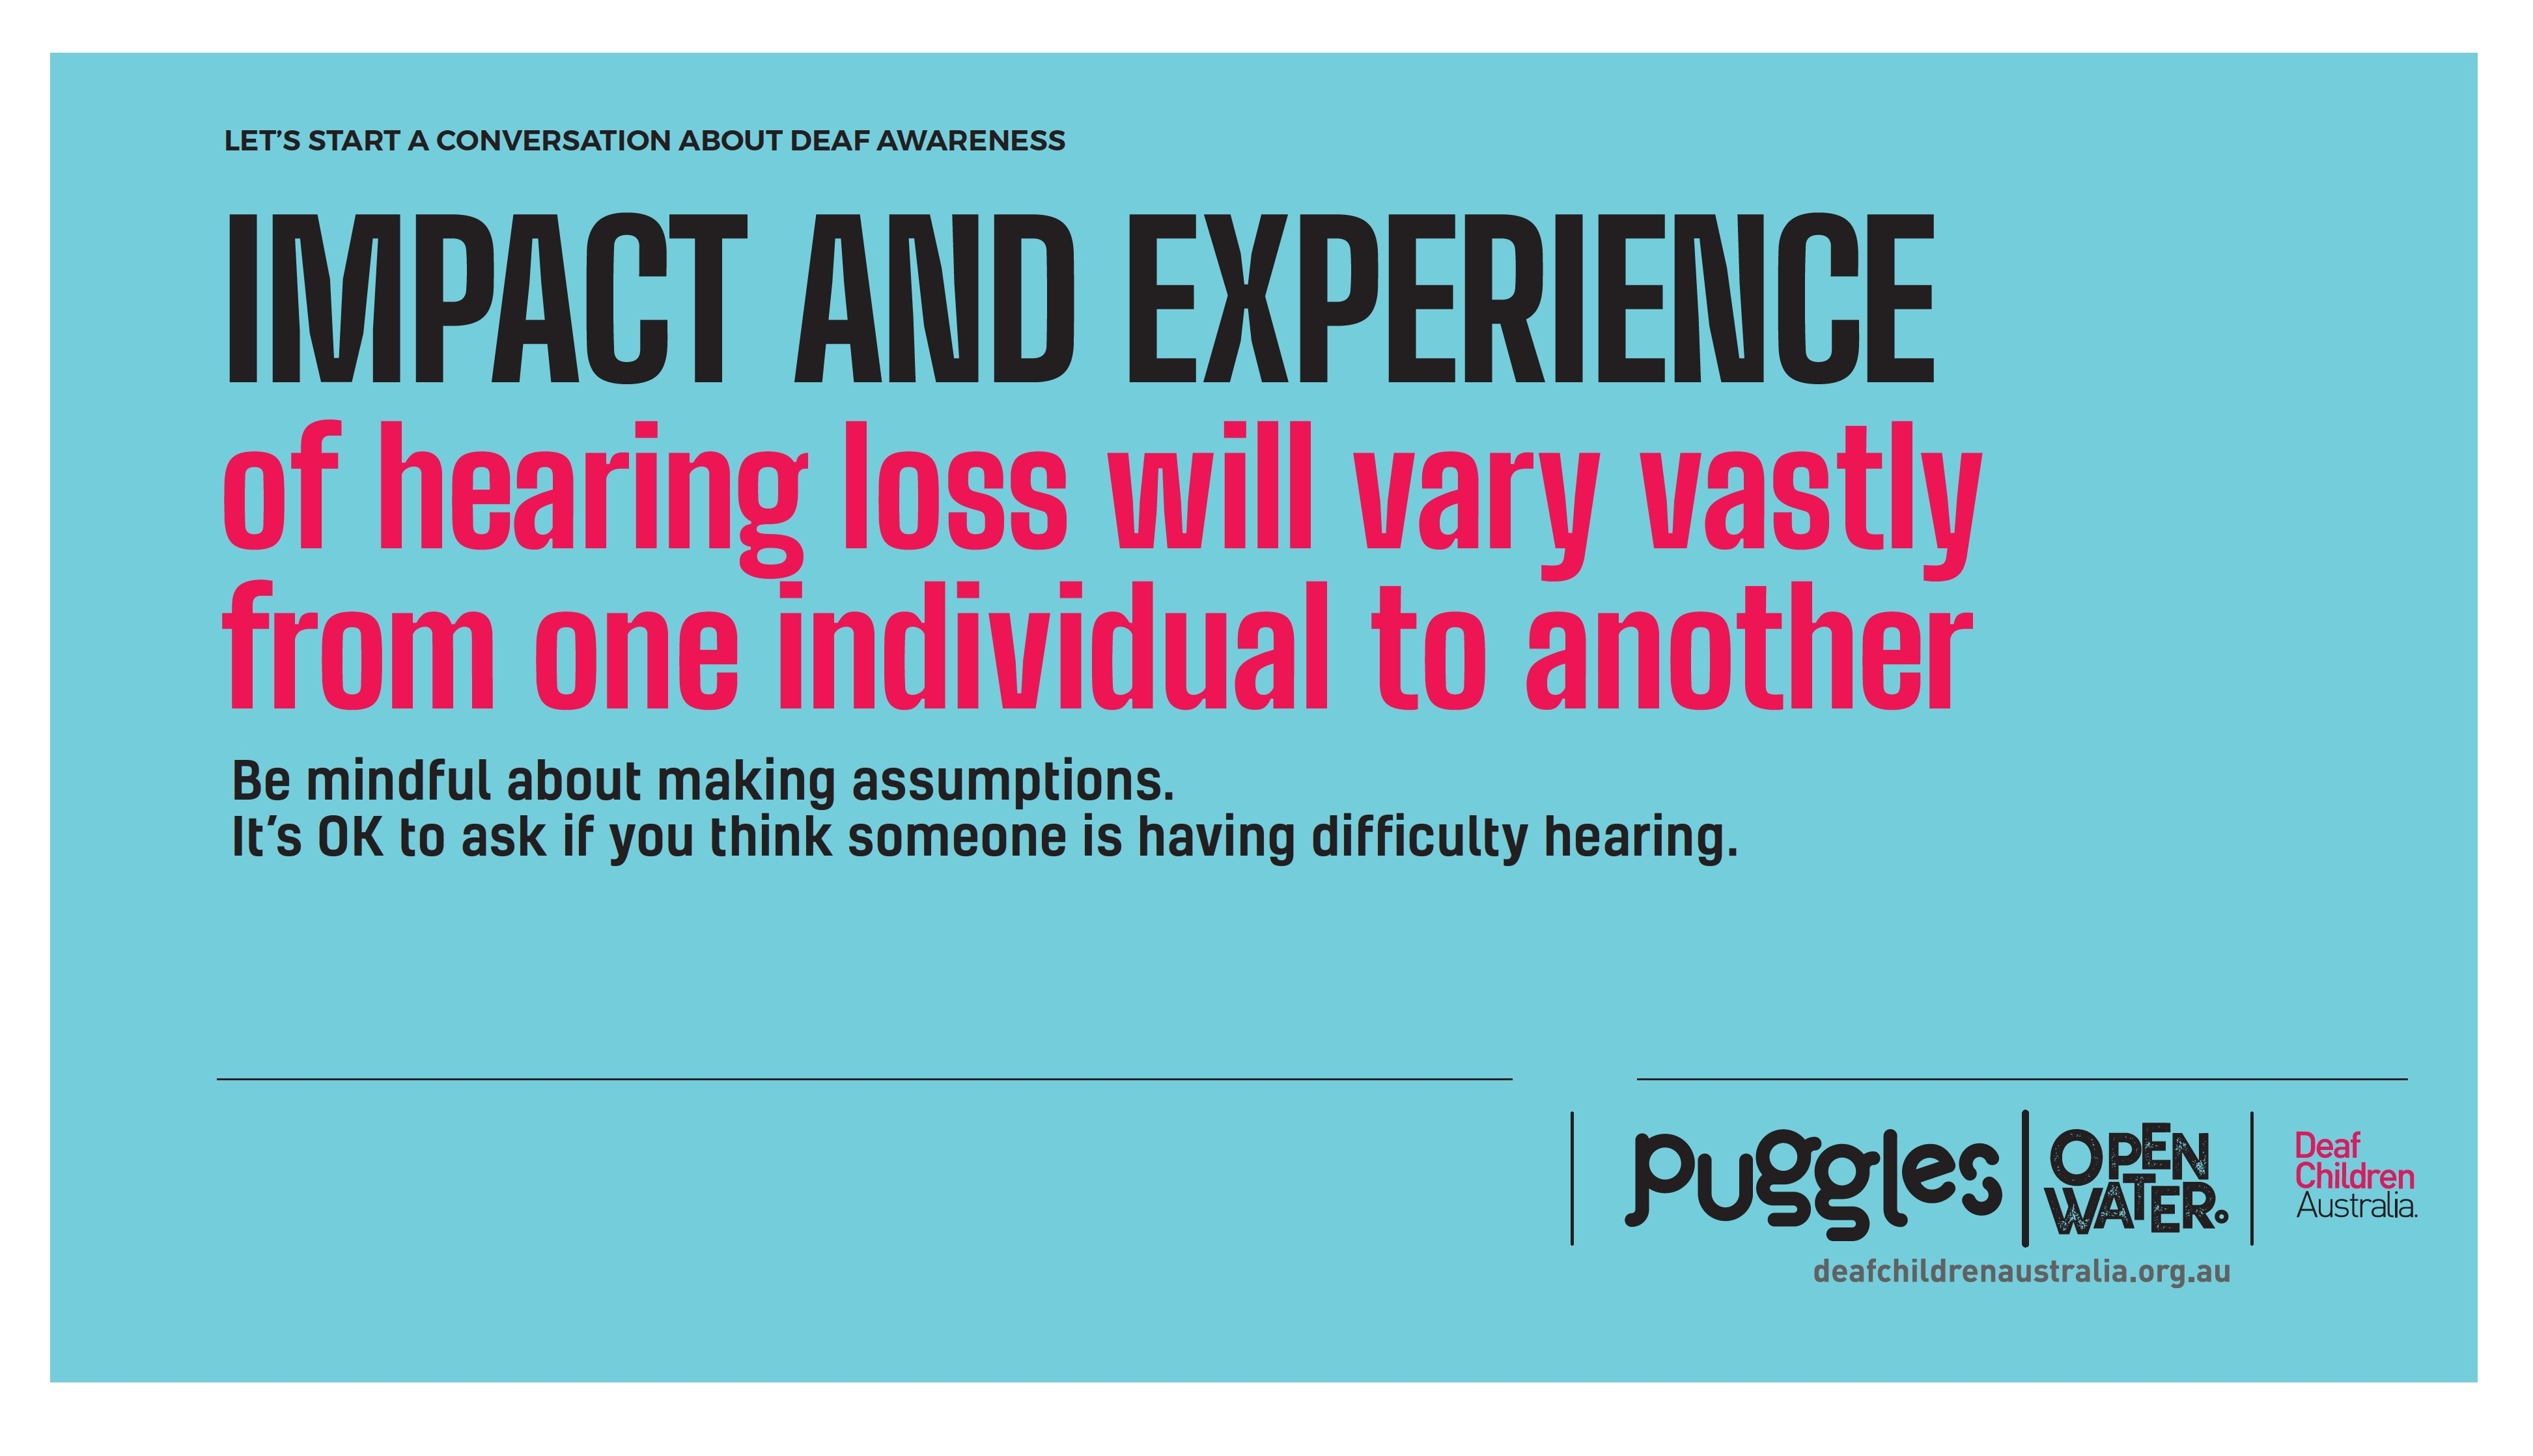 LET'S START A CONVERSATION ABOUT DEAF AWARENESS
IMPACT AND EXPERIENCE
of hearing loss will vary vastly
from one individual to another
Be mindful about making assumptions.
It's OK to ask if you think someone is having difficulty hearing.
puggles
OPEN
WATER.
Deaf
Children
Australia.
deafchildrenaustralia.org.au